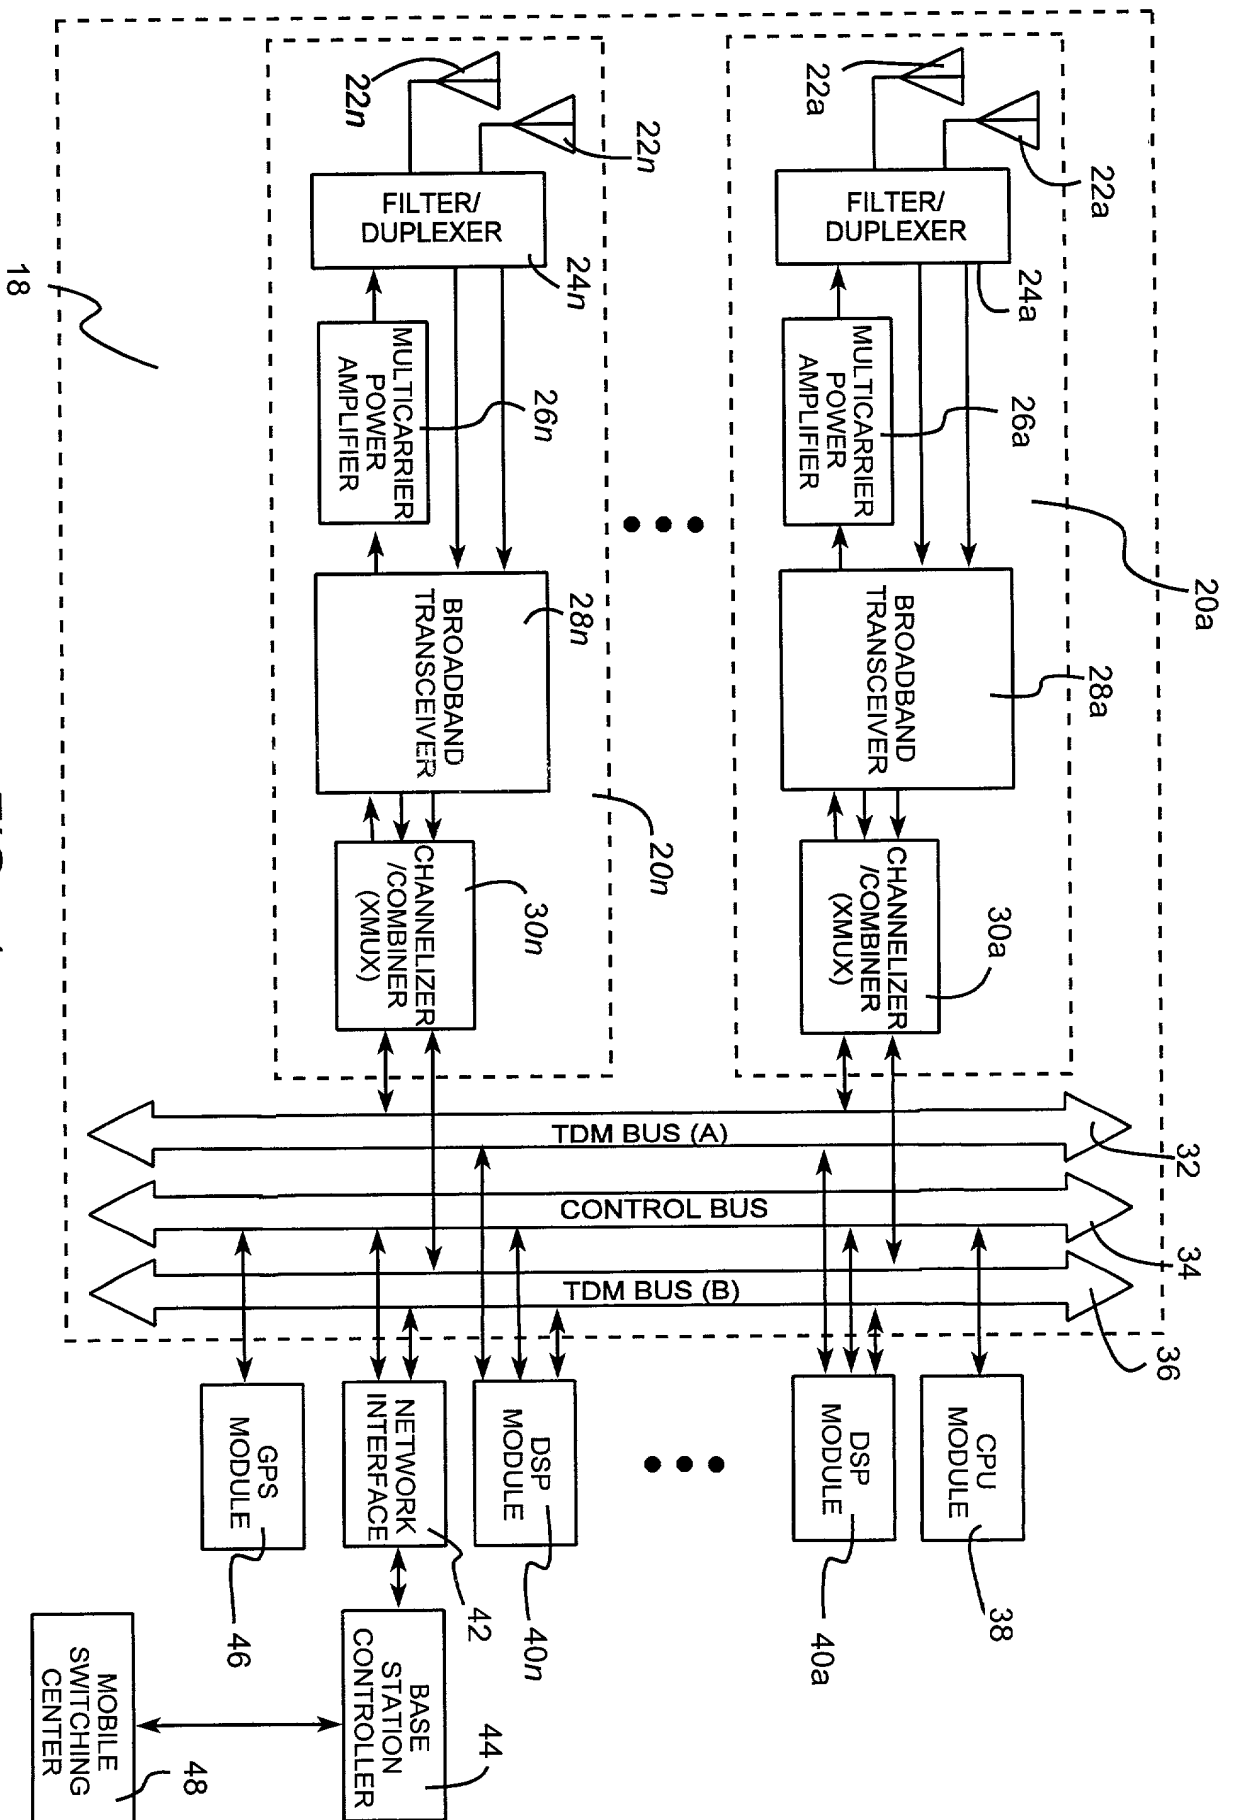 20a
22a
22a
FILTER/
DUPLEXER
24a
MULTICARRIER
POWER
AMPLIFIER
26a
BROADBAND
TRANSCEIVER
28a
CHANNELIZER
/COMBINER
(XMUX)
30a
32
34
36
TDM BUS (A)
CONTROL BUS
TDM BUS (B)
CPU
MODULE
38
DSP
MODULE
40a
22n
22n
FILTER/
DUPLEXER
24n
MULTICARRIER
POWER
AMPLIFIER
26n
BROADBAND
TRANSCEIVER
28n
20n
CHANNELIZER
/COMBINER
(XMUX)
30n
DSP
MODULE
40n
NETWORK
INTERFACE
42
BASE
STATION
CONTROLLER
44
GPS
MODULE
46
MOBILE
SWITCHING
CENTER
48
18